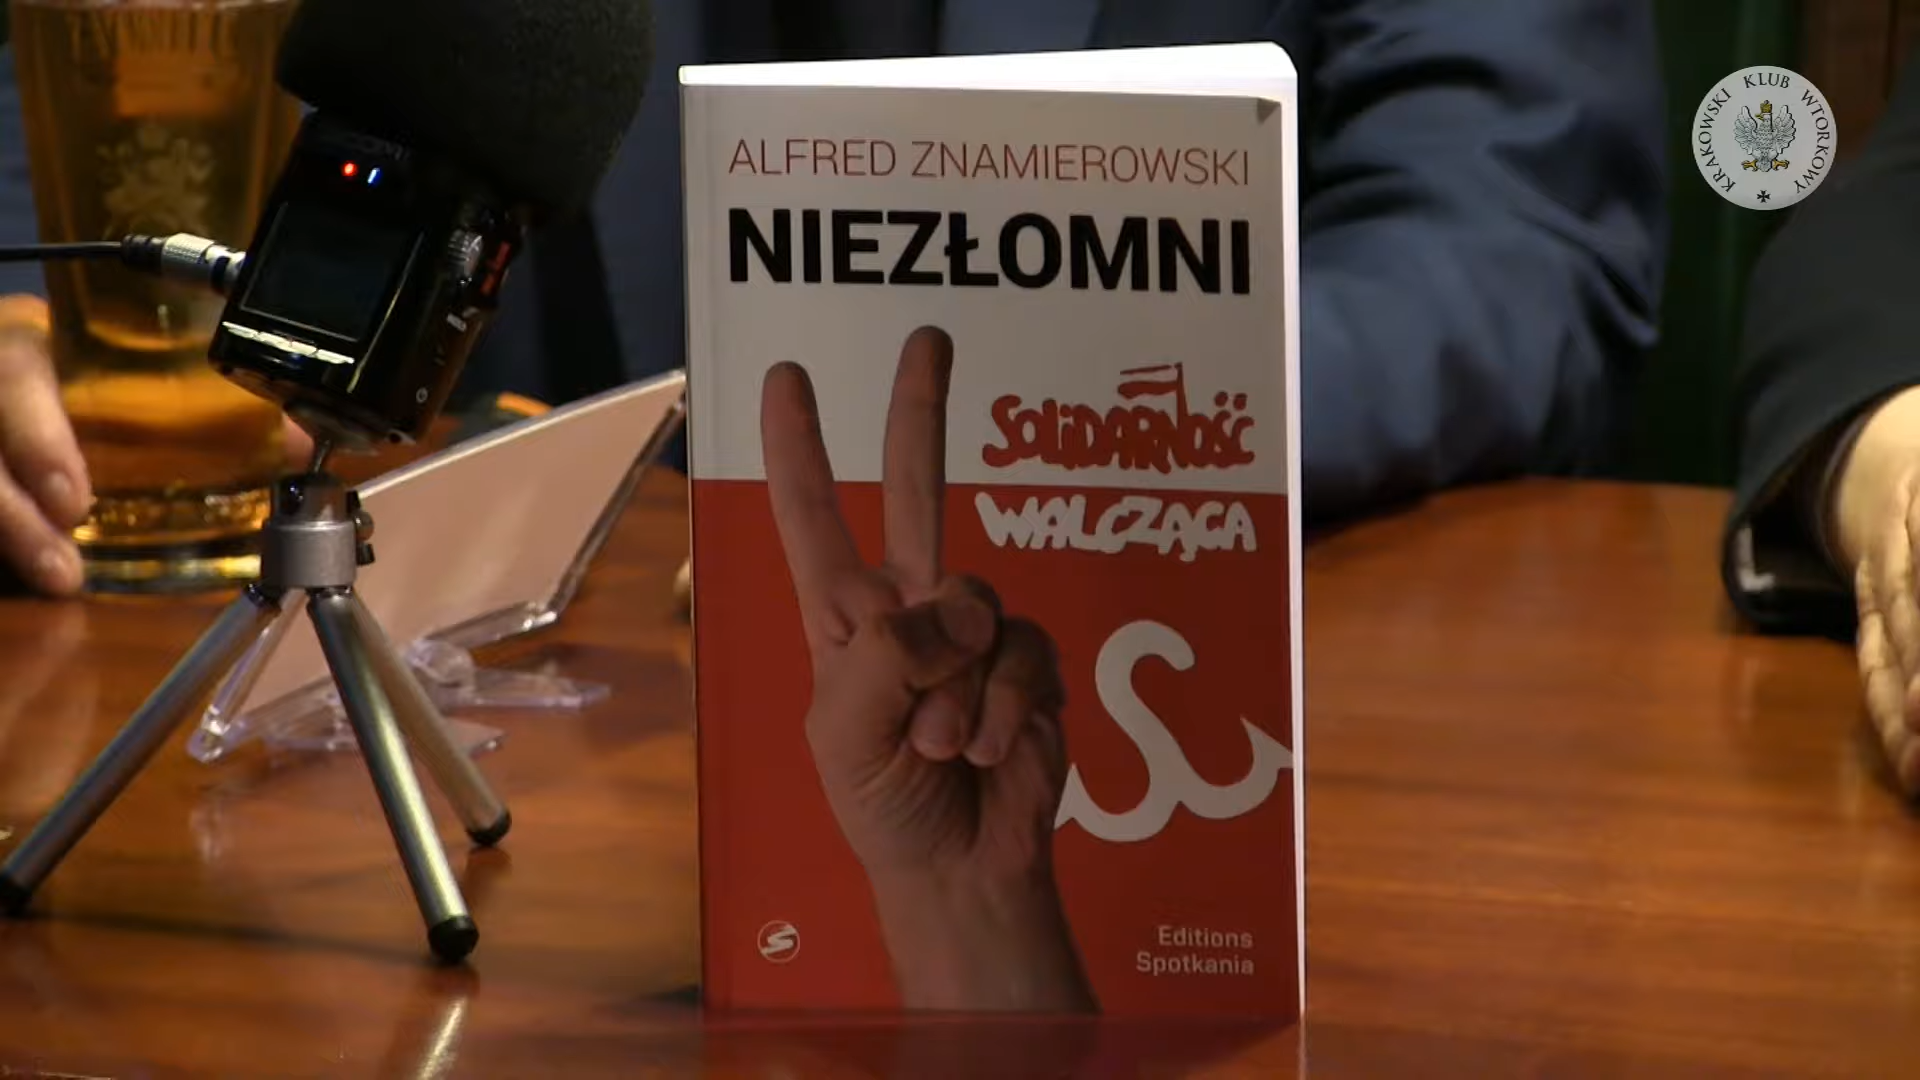 ALFRED ZNAMIEROWSKI
NIEZŁOMNI
SOLIDARNOŚĆ
WALCZĄCA
Editions
Spotkania
KRAKOWSKI KLUB WTORKOWY